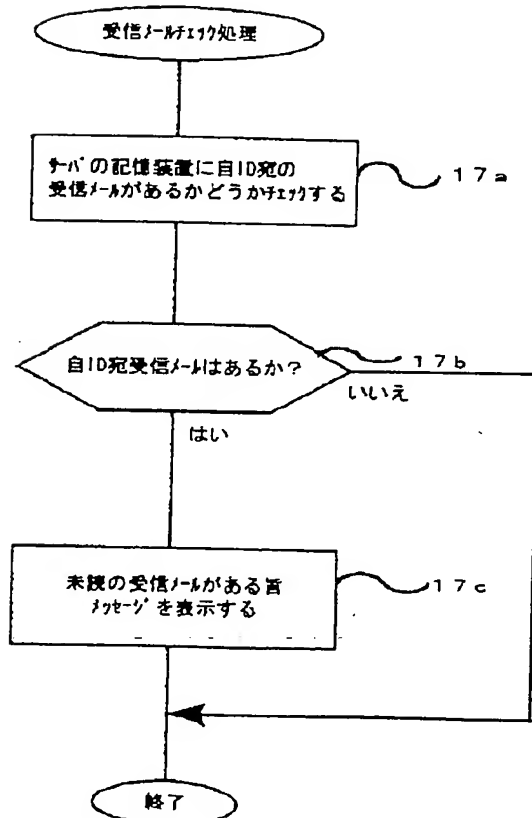 受信メールチェック処理
サーバの記憶装置に自ID宛の
受信メールがあるかどうかチェックする
17a
自ID宛受信メールはあるか?
17b
いいえ
はい
未読の受信メールがある旨
メッセージを表示する
17c
終了